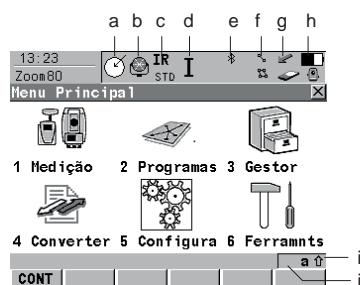 a b c d e f g h
13:23 IR
Zoom80 STD I
Menu Principal
1 Medição 2 Programas 3 Gestor
4 Converter 5 Configura 6 Ferramnts
a i
CONT i